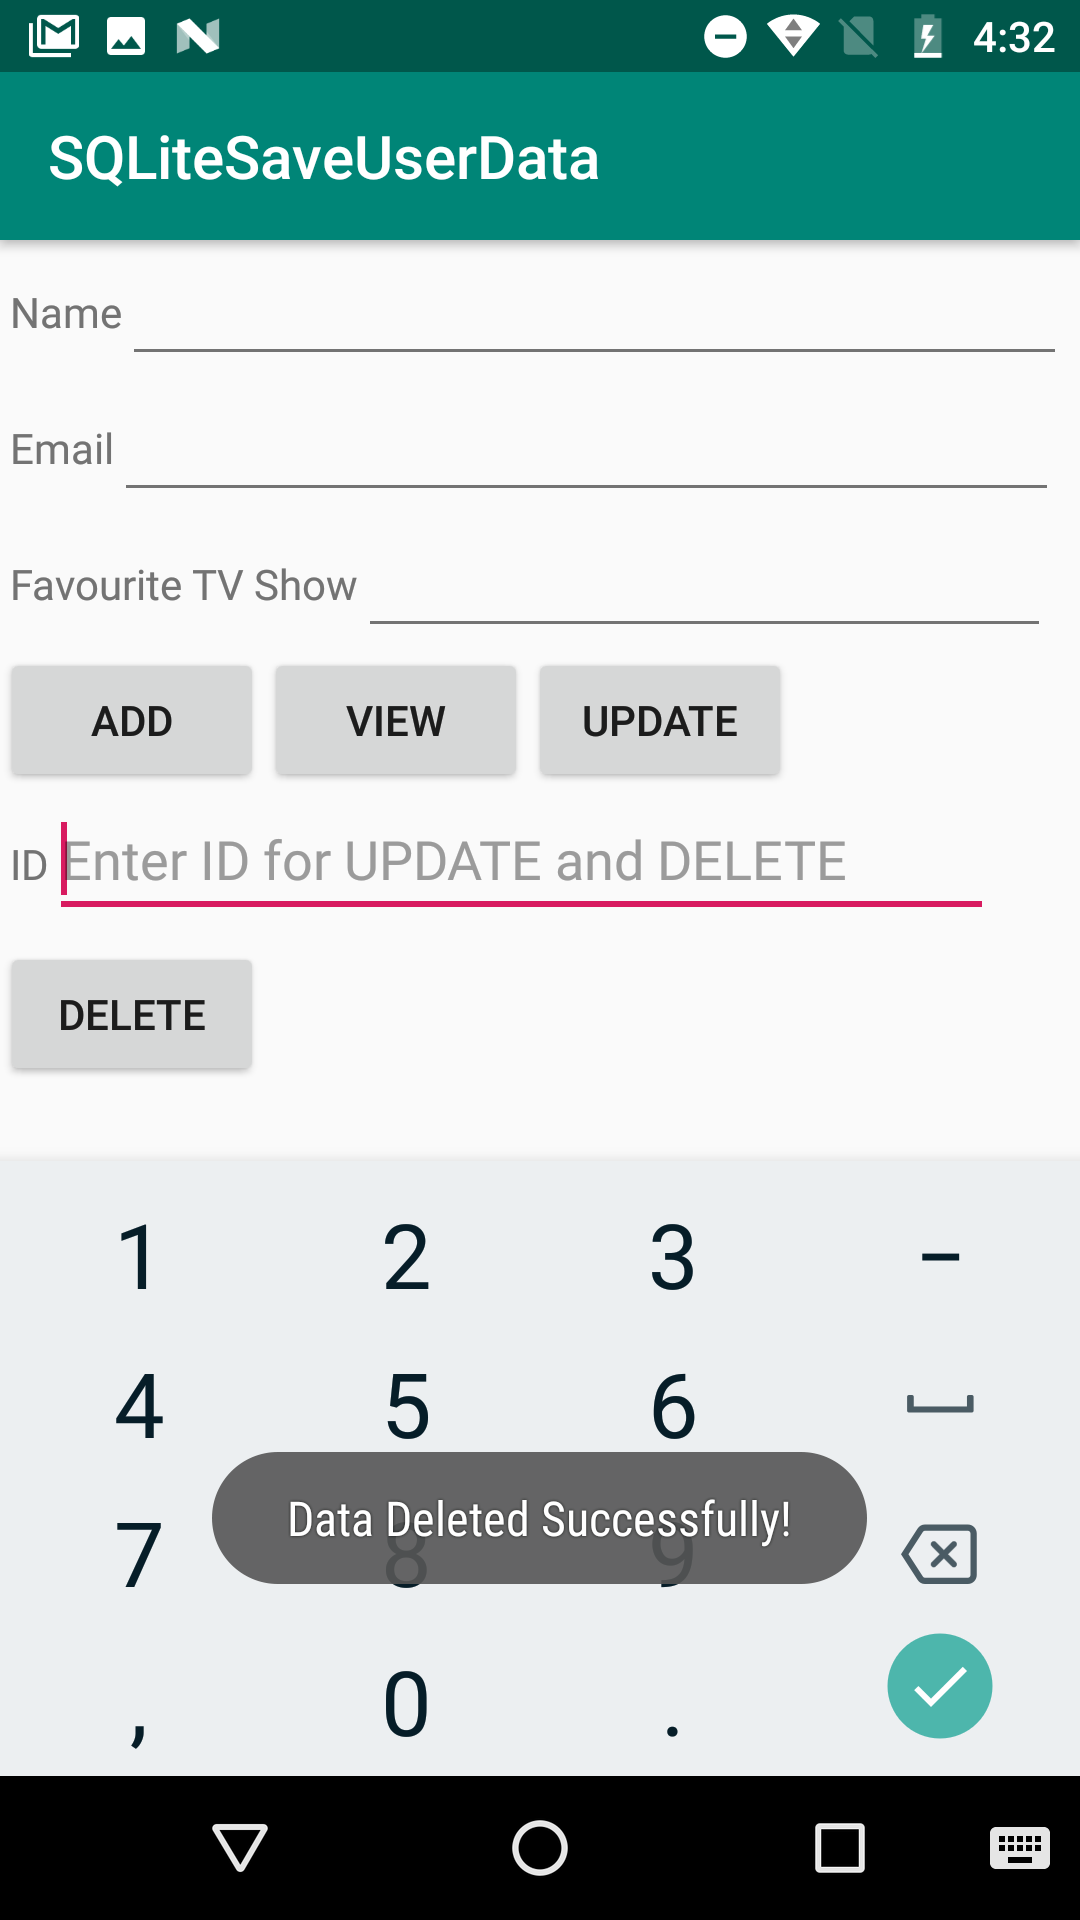 4:32
SQLiteSaveUserData
Name
Email
Favourite TV Show
ADD VIEW UPDATE
ID Enter ID for UPDATE and DELETE
DELETE
1 2 3 –
4 5 6
Data Deleted Successfully!
7 8 9
, 0 .